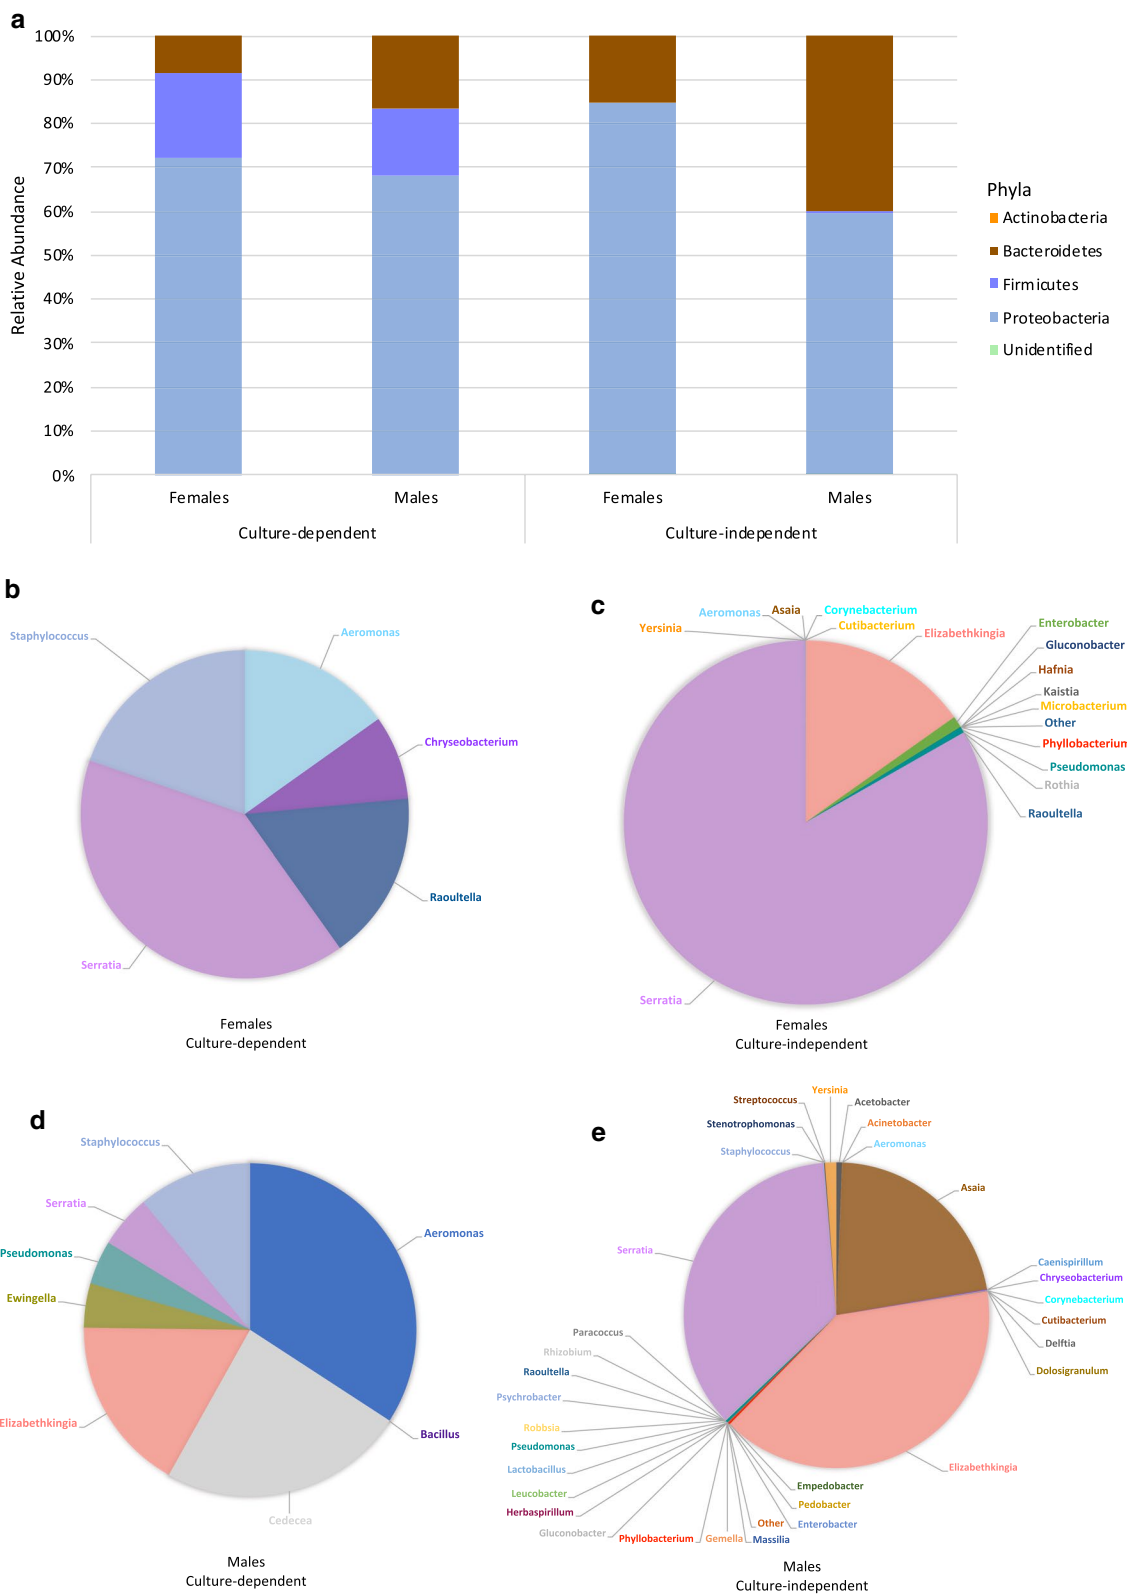 a
100%
90%
80%
70%
60%
50%
40%
30%
20%
10%
0%
Relative Abundance
Females
Males
Females
Males
Culture-dependent
Culture-independent
Phyla
Actinobacteria
Bacteroidetes
Firmicutes
Proteobacteria
Unidentified
b
Staphylococcus
Aeromonas
Chryseobacterium
Raoultella
Serratia
Females
Culture-dependent
c
Yersinia
Aeromonas
Asaia
Corynebacterium
Cutibacterium
Elizabethkingia
Enterobacter
Gluconobacter
Hafnia
Kaistia
Microbacterium
Other
Phyllobacterium
Pseudomonas
Rothia
Raoultella
Serratia
Females
Culture-independent
d
Staphylococcus
Serratia
Pseudomonas
Ewingella
Elizabethkingia
Aeromonas
Bacillus
Cedecea
Males
Culture-dependent
e
Yersinia
Streptococcus
Stenotrophomonas
Staphylococcus
Acetobacter
Acinetobacter
Aeromonas
Asaia
Serratia
Caenispirillum
Chryseobacterium
Corynebacterium
Cutibacterium
Delftia
Dolosigranulum
Elizabethkingia
Paracoccus
Rhizobium
Raoultella
Psychrobacter
Robbsia
Pseudomonas
Lactobacillus
Leucobacter
Herbaspirillum
Gluconobacter
Phyllobacterium
Gemella
Massilia
Other
Enterobacter
Pedobacter
Empedobacter
Males
Culture-independent